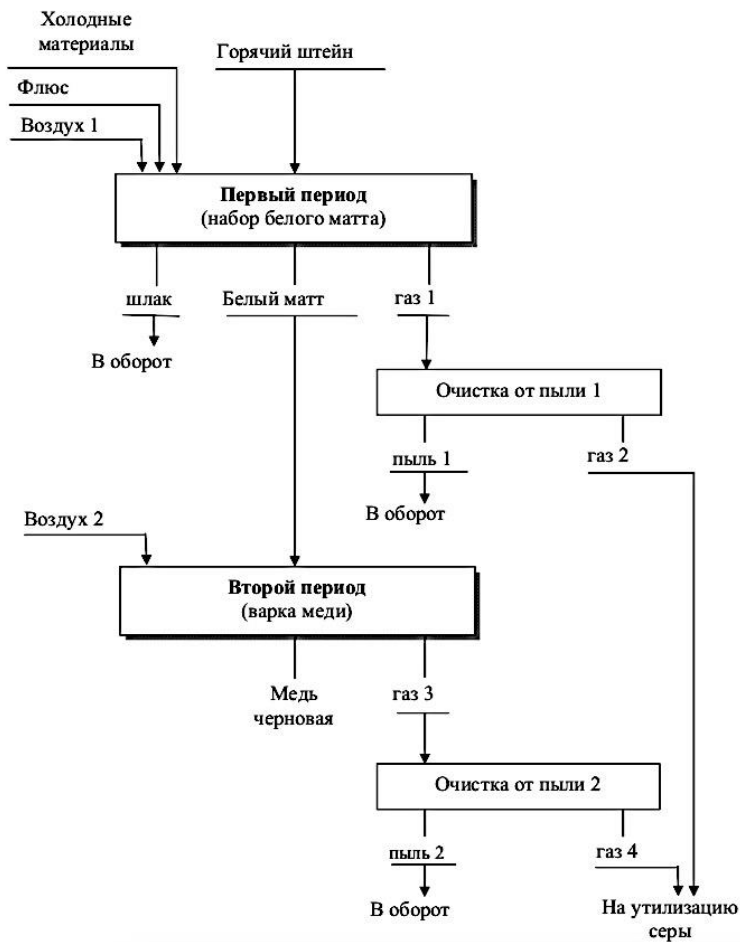 Холодные
материалы
Горячий штейн
Флюс
Воздух 1
Первый период
(набор белого матта)
шлак
Белый матт
газ 1
В оборот
Очистка от пыли 1
пыль 1
газ 2
В оборот
Воздух 2
Второй период
(варка меди)
Медь
черновая
газ 3
Очистка от пыли 2
пыль 2
газ 4
В оборот
На утилизацию
серы